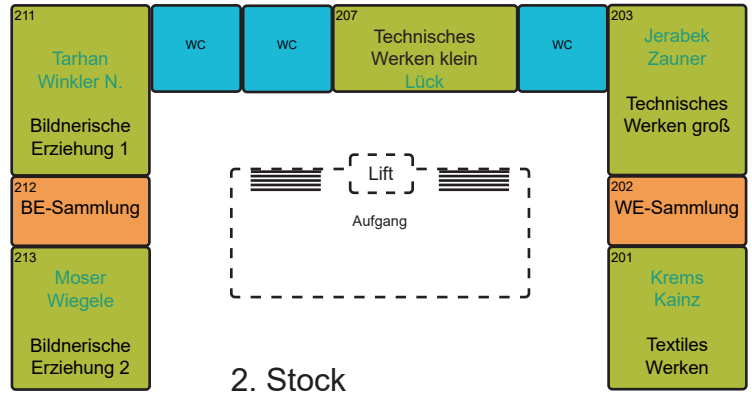 211
Tarhan
Winkler N.
Bildnerische
Erziehung 1
WC
WC
207
Technisches
Werken klein
Lück
WC
203
Jerabek
Zauner
Technisches
Werken groß
Lift
Aufgang
212
BE-Sammlung
202
WE-Sammlung
213
Moser
Wiegele
Bildnerische
Erziehung 2
201
Krems
Kainz
Textiles
Werken
2. Stock